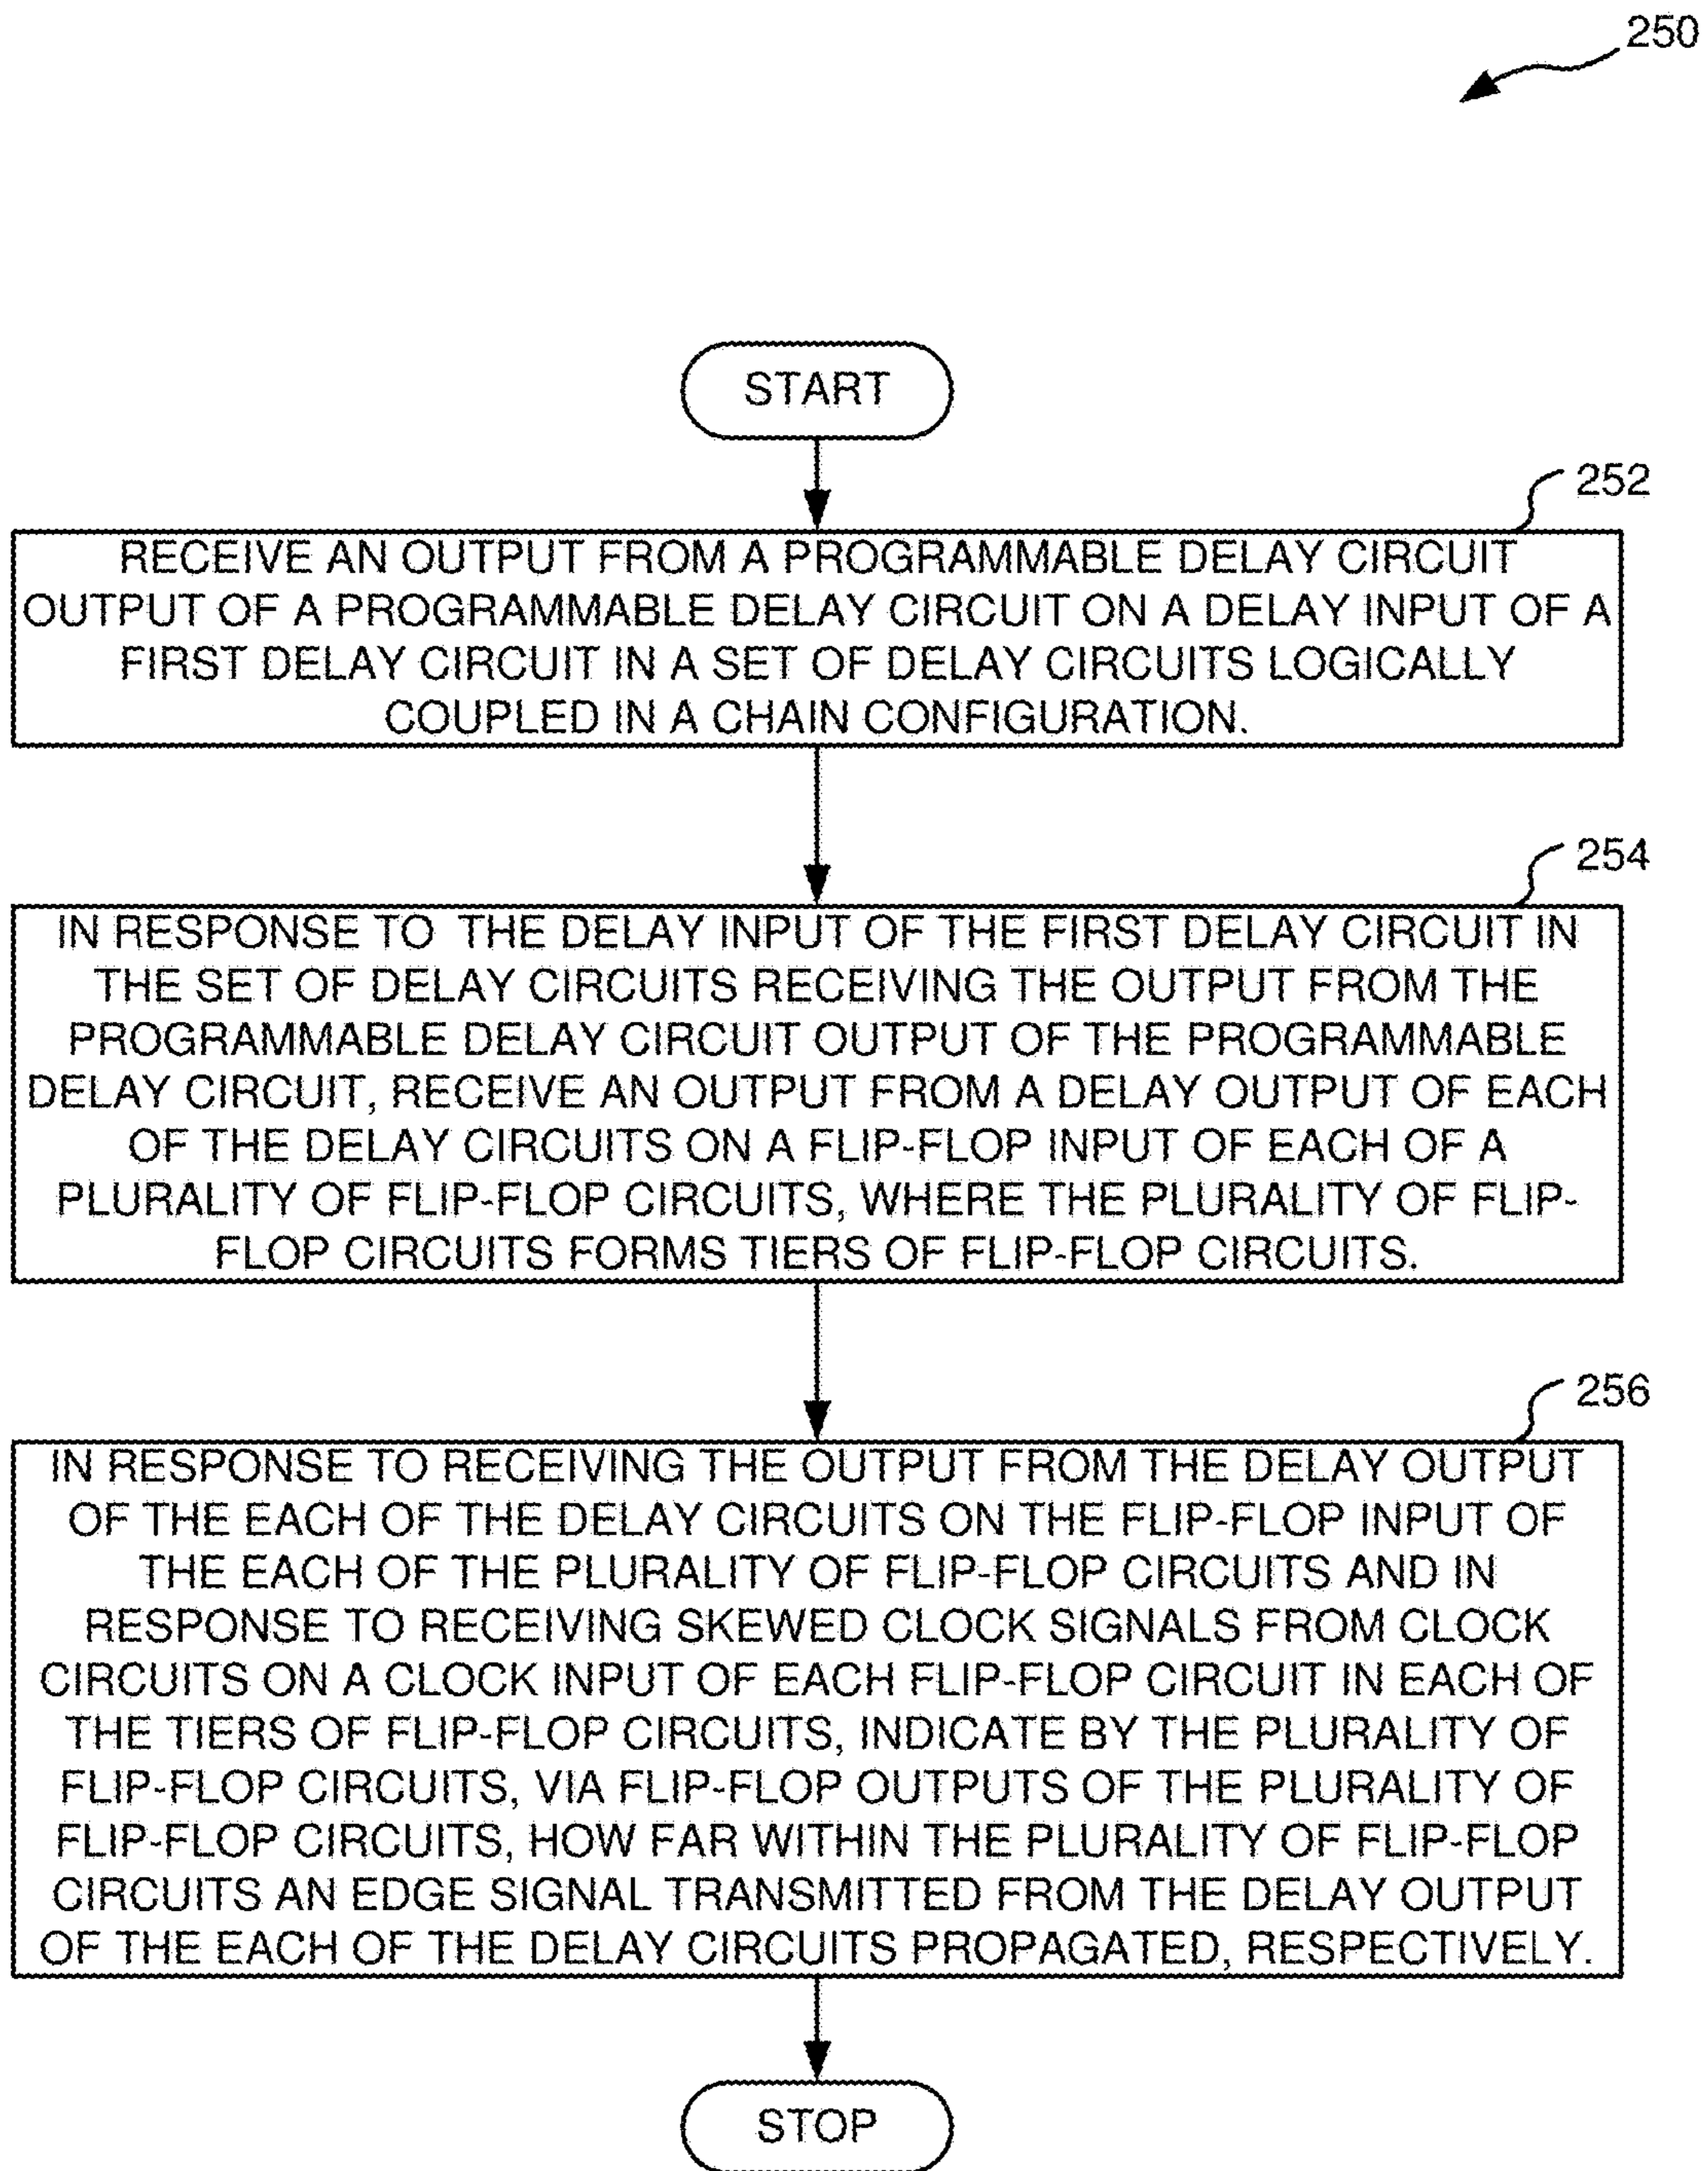 250
START
252
RECEIVE AN OUTPUT FROM A PROGRAMMABLE DELAY CIRCUIT
OUTPUT OF A PROGRAMMABLE DELAY CIRCUIT ON A DELAY INPUT OF A
FIRST DELAY CIRCUIT IN A SET OF DELAY CIRCUITS LOGICALLY
COUPLED IN A CHAIN CONFIGURATION.
254
IN RESPONSE TO THE DELAY INPUT OF THE FIRST DELAY CIRCUIT IN
THE SET OF DELAY CIRCUITS RECEIVING THE OUTPUT FROM THE
PROGRAMMABLE DELAY CIRCUIT OUTPUT OF THE PROGRAMMABLE
DELAY CIRCUIT, RECEIVE AN OUTPUT FROM A DELAY OUTPUT OF EACH
OF THE DELAY CIRCUITS ON A FLIP-FLOP INPUT OF EACH OF A
PLURALITY OF FLIP-FLOP CIRCUITS, WHERE THE PLURALITY OF FLIP-
FLOP CIRCUITS FORMS TIERS OF FLIP-FLOP CIRCUITS.
256
IN RESPONSE TO RECEIVING THE OUTPUT FROM THE DELAY OUTPUT
OF THE EACH OF THE DELAY CIRCUITS ON THE FLIP-FLOP INPUT OF
THE EACH OF THE PLURALITY OF FLIP-FLOP CIRCUITS AND IN
RESPONSE TO RECEIVING SKEWED CLOCK SIGNALS FROM CLOCK
CIRCUITS ON A CLOCK INPUT OF EACH FLIP-FLOP CIRCUIT IN EACH OF
THE TIERS OF FLIP-FLOP CIRCUITS, INDICATE BY THE PLURALITY OF
FLIP-FLOP CIRCUITS, VIA FLIP-FLOP OUTPUTS OF THE PLURALITY OF
FLIP-FLOP CIRCUITS, HOW FAR WITHIN THE PLURALITY OF FLIP-FLOP
CIRCUITS AN EDGE SIGNAL TRANSMITTED FROM THE DELAY OUTPUT
OF THE EACH OF THE DELAY CIRCUITS PROPAGATED, RESPECTIVELY.
STOP